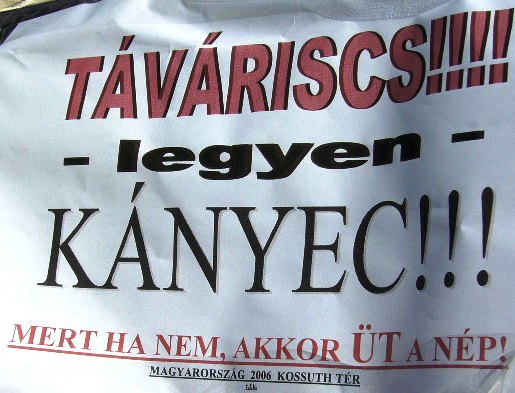 TÁVÁRISCS!!!!!
- legyen -
KÁNYEC!!!
MERT HA NEM, AKKOR ÜT A NÉP!
MAGYARORSZÁG 2006 KOSSUTH TÉR